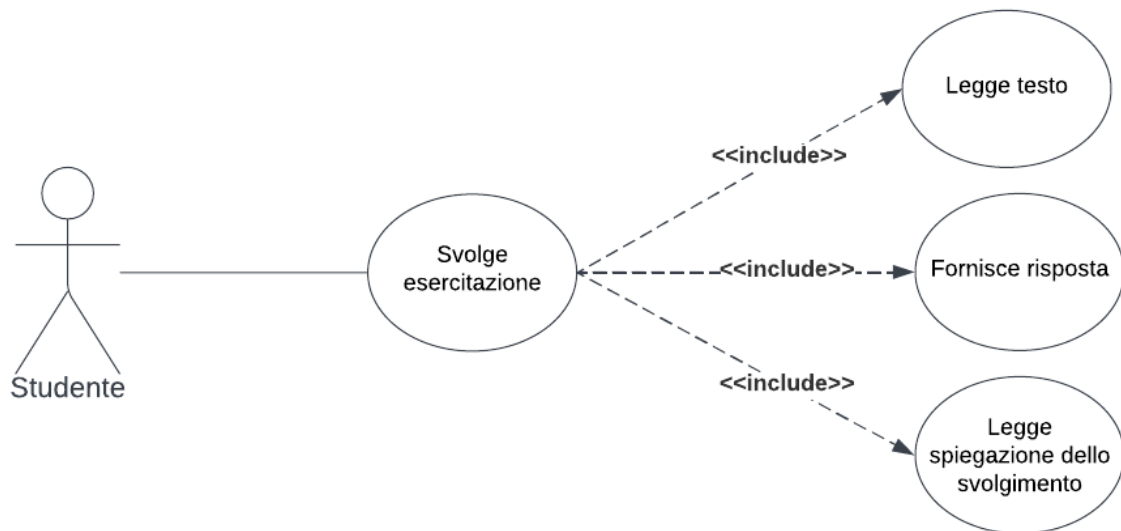 Legge testo
<<include>>
Svolge
esercitazione
<<include>>
Fornisce risposta
<<include>>
Studente
Legge
spiegazione dello
svolgimento